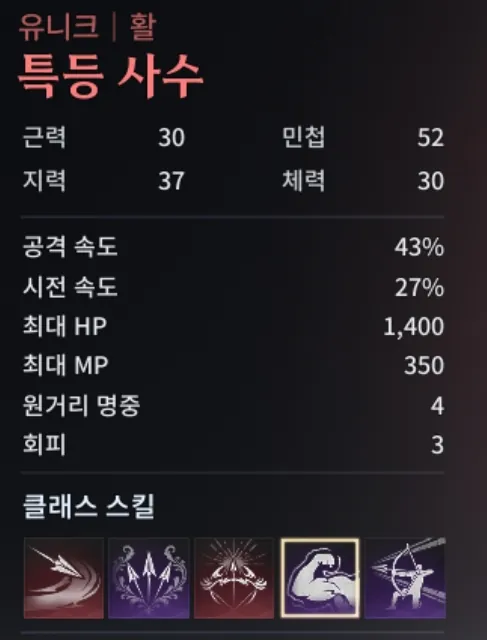 유니크 | 활
특등 사수
근력 30 민첩 52
지력 37 체력 30
공격 속도 43%
시전 속도 27%
최대 HP 1,400
최대 MP 350
원거리 명중 4
회피 3
클래스 스킬